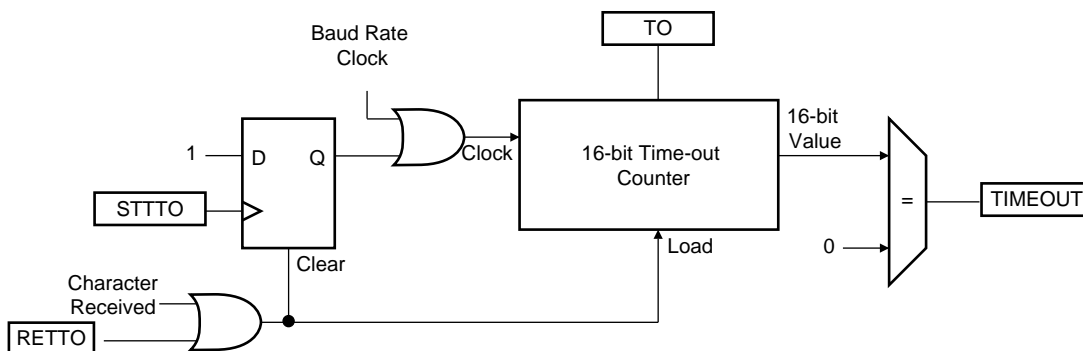 TO
Baud Rate
Clock
16-bit
Value
1
D
Q
Clock
16-bit Time-out
Counter
STTTO
=
TIMEOUT
Clear
Load
0
Character
Received
RETTO